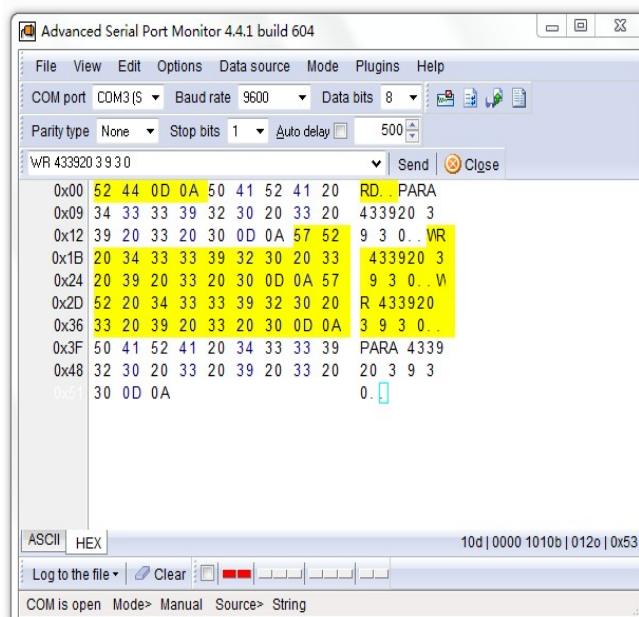 Advanced Serial Port Monitor 4.4.1 build 604
File View Edit Options Data source Mode Plugins Help
COM port COM3 (S Baud rate 9600 Data bits 8
Parity type None Stop bits 1 Auto delay 500
WR 433920 3 9 3 0 Send Close
0x00 52 44 0D 0A 50 41 52 41 20 RD..PARA
0x09 34 33 33 39 32 30 20 33 20 433920 3
0x12 39 20 33 20 30 0D 0A 57 52 9 3 0..WR
0x1B 20 34 33 33 39 32 30 20 33 433920 3
0x24 20 39 20 33 20 30 0D 0A 57 9 3 0..W
0x2D 52 20 34 33 33 39 32 30 20 R 433920
0x36 33 20 39 20 33 20 30 0D 0A 3 9 3 0..
0x3F 50 41 52 41 20 34 33 33 39 PARA 4339
0x48 32 30 20 33 20 39 20 33 20 20 3 9 3
0x51 30 0D 0A 0..
ASCII HEX 10d | 0000 1010b | 012o | 0x53
Log to the file Clear
COM is open Mode> Manual Source> String